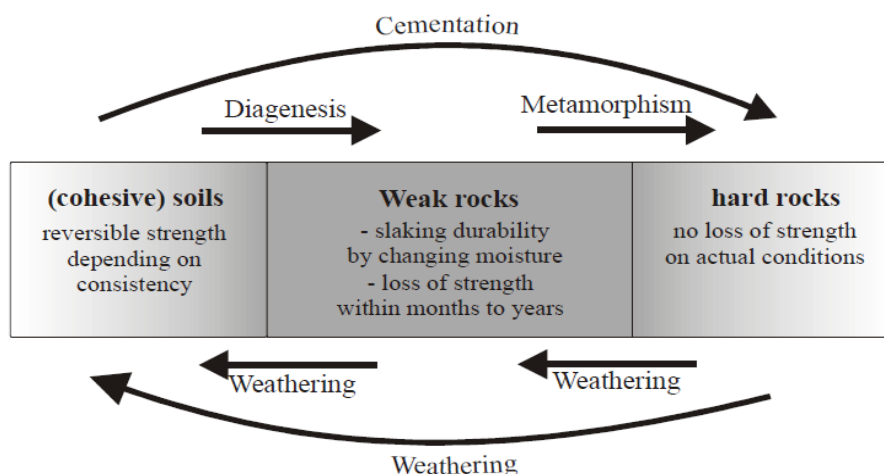 Cementation
Diagenesis
Metamorphism
(cohesive) soils
reversible strength
depending on
consistency
Weak rocks
- slaking durability
by changing moisture
- loss of strength
within months to years
hard rocks
no loss of strength
on actual conditions
Weathering
Weathering
Weathering